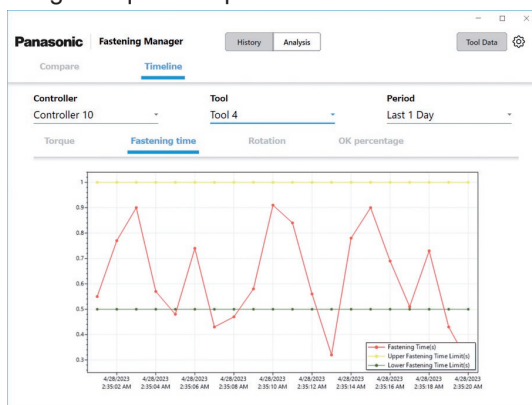 Panasonic Fastening Manager History Analysis Tool Data
Compare Timeline
Controller Tool Period
Controller 10 Tool 4 Last 1 Day
Torque Fastening time Rotation OK percentage
1
0.9
0.8
0.7
0.6
0.5
0.4
0.3
Fastening Time(s)
Upper Fastening Time Limit(s)
Lower Fastening Time Limit(s)
4/28/2023 4/28/2023 4/28/2023 4/28/2023 4/28/2023 4/28/2023 4/28/2023 4/28/2023 4/28/2023 4/28/2023
2:35:02 AM 2:35:04 AM 2:35:06 AM 2:35:08 AM 2:35:10 AM 2:35:12 AM 2:35:14 AM 2:35:16 AM 2:35:18 AM 2:35:20 AM